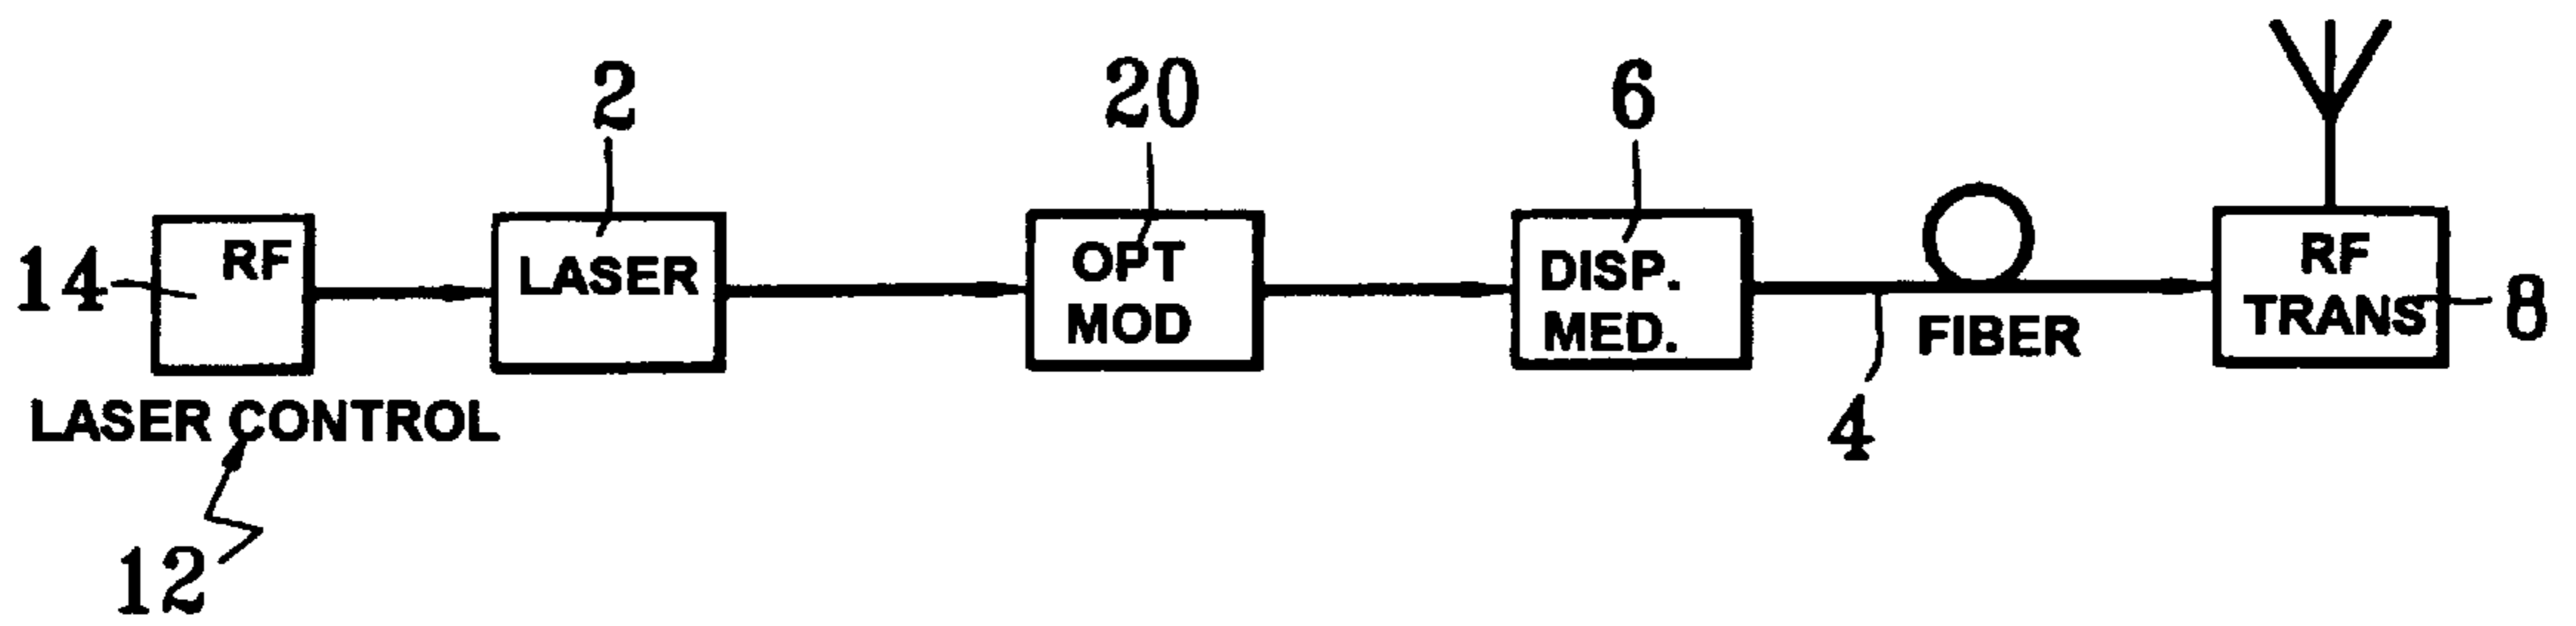 2
20
6
14
RF
LASER
OPT
MOD
DISP.
MED.
FIBER
4
RF
TRANS
8
LASER CONTROL
12